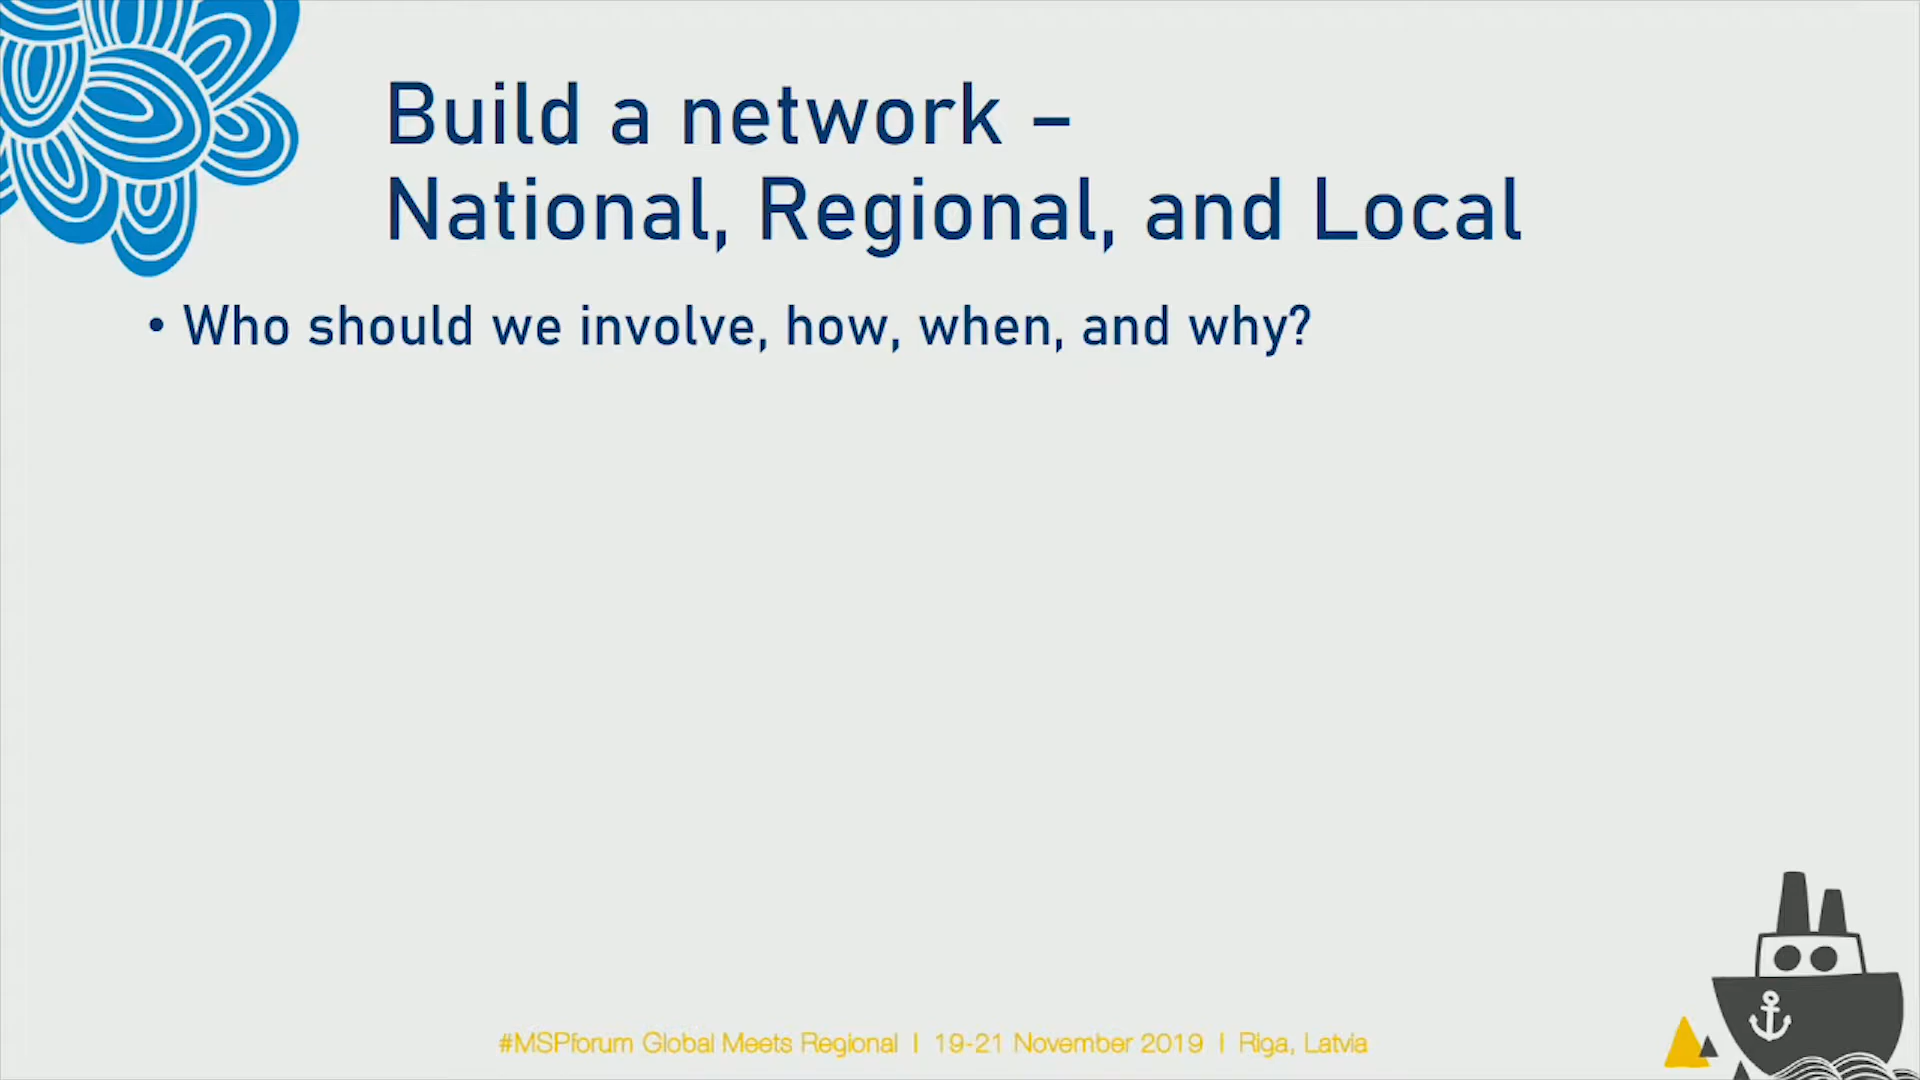 Build a network –
National, Regional, and Local
• Who should we involve, how, when, and why?
#MSPforum Global Meets Regional I 19-21 November 2019 I Riga, Latvia